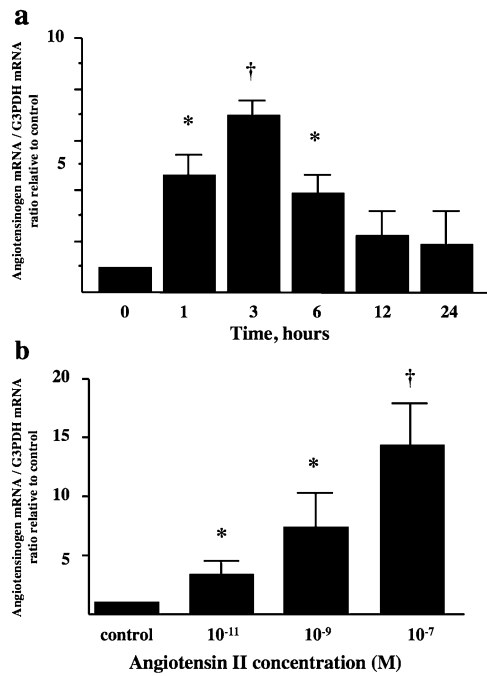 a
Angiotensinogen mRNA / G3PDH mRNA
ratio relative to control
10
5
*
†
*
0 1 3 6 12 24
Time, hours
b
Angiotensinogen mRNA / G3PDH mRNA
ratio relative to control
20
15
10
5
*
*
†
control 10-11 10-9 10-7
Angiotensin II concentration (M)